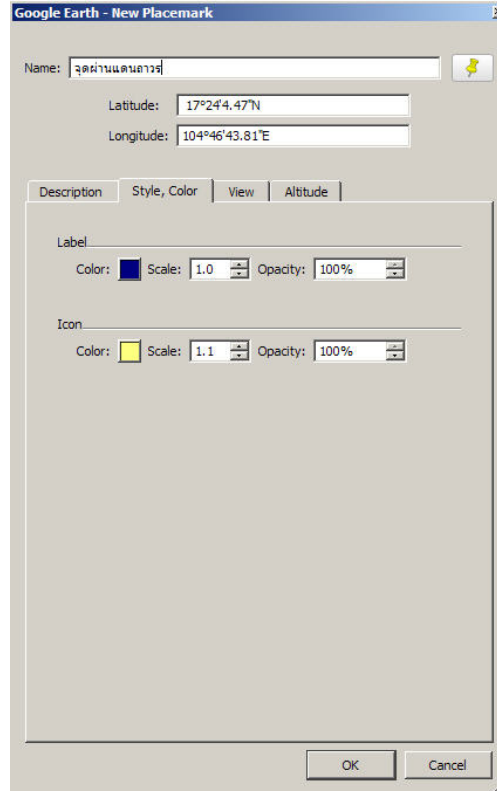 Google Earth - New Placemark
Name: จุดผ่านแดนถาวร
Latitude: 17°24'4.47"N
Longitude: 104°46'43.81"E
Description Style, Color View Altitude
Label
Color: Scale: 1.0 Opacity: 100%
Icon
Color: Scale: 1.1 Opacity: 100%
OK Cancel